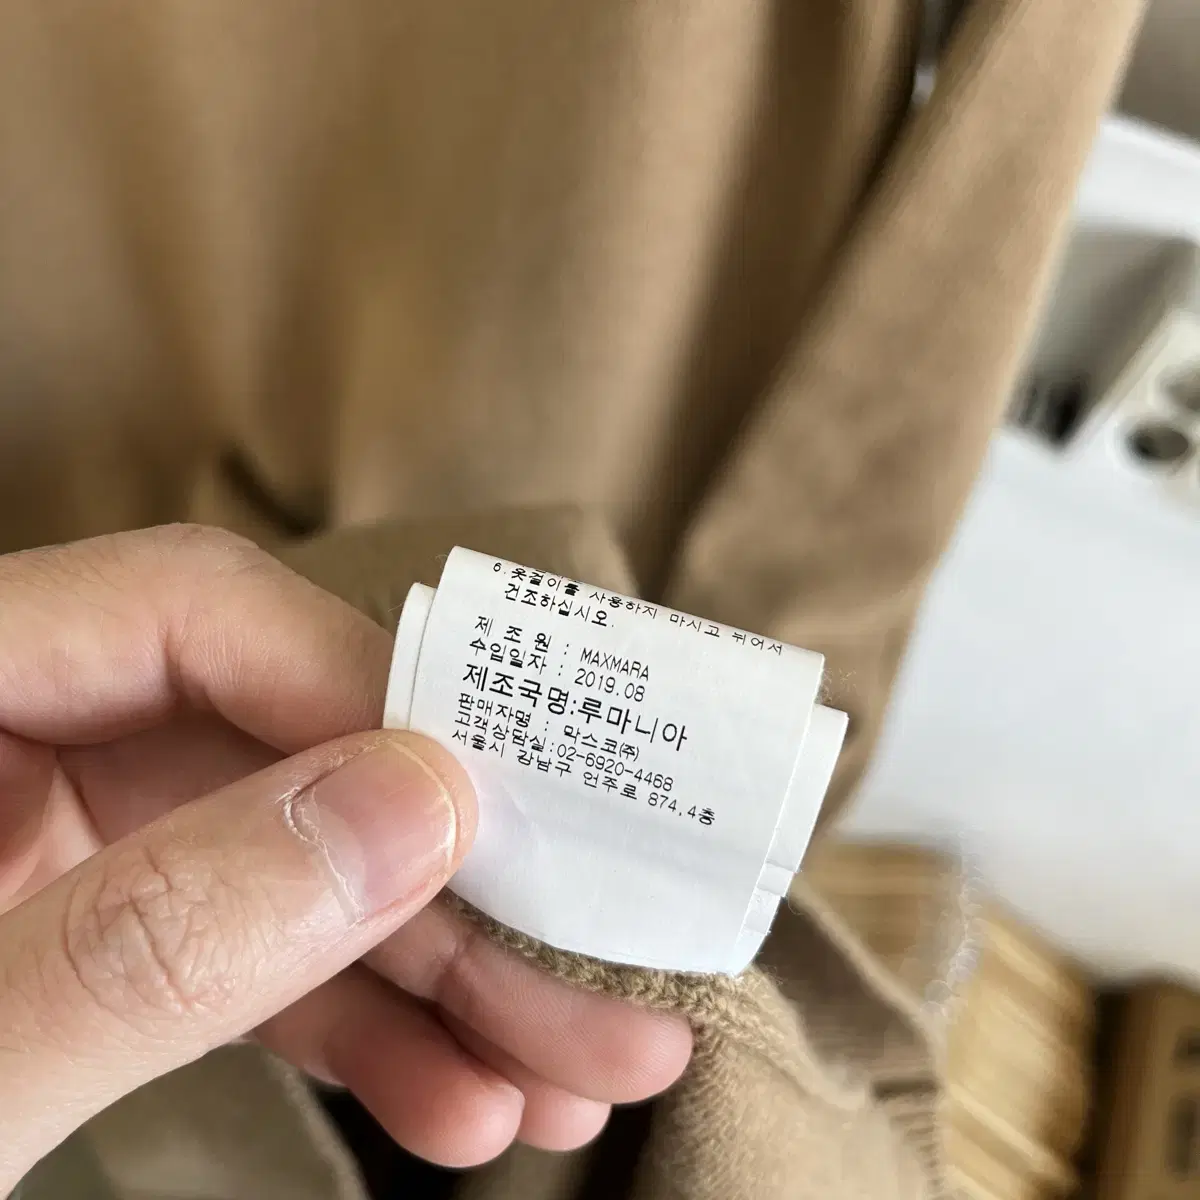 6. 옷걸이를 사용하지 마시고 뉘어서
건조하십시오.
제 조 원 : MAXMARA
수입일자 : 2019.08
제조국명:루마니아
판매자명 : 막스코(주)
고객상담실:02-6920-4468
서울시 강남구 언주로 874,4층